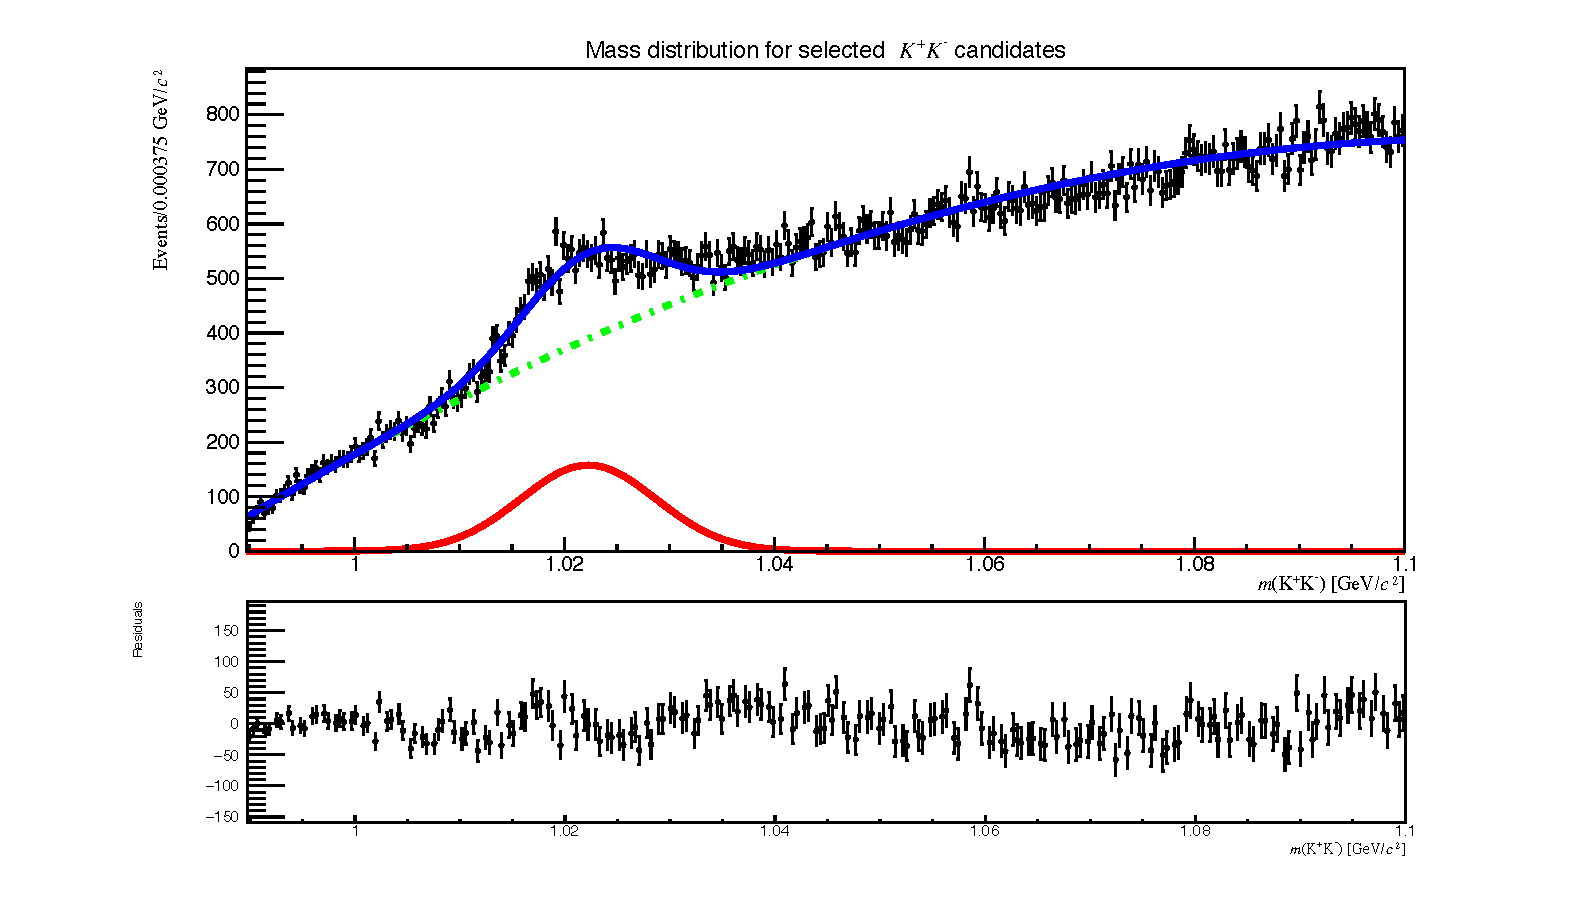 Mass distribution for selected K⁺K⁻ candidates
Events/0.000375 GeV/c²
800
700
600
500
400
300
200
100
0
1 1.02 1.04 1.06 1.08 1.1
m(K⁺K⁻) [GeV/c²]
Residuals
150
100
50
0
−50
−100
−150
1 1.02 1.04 1.06 1.08 1.1
m(K⁺K⁻) [GeV/c²]